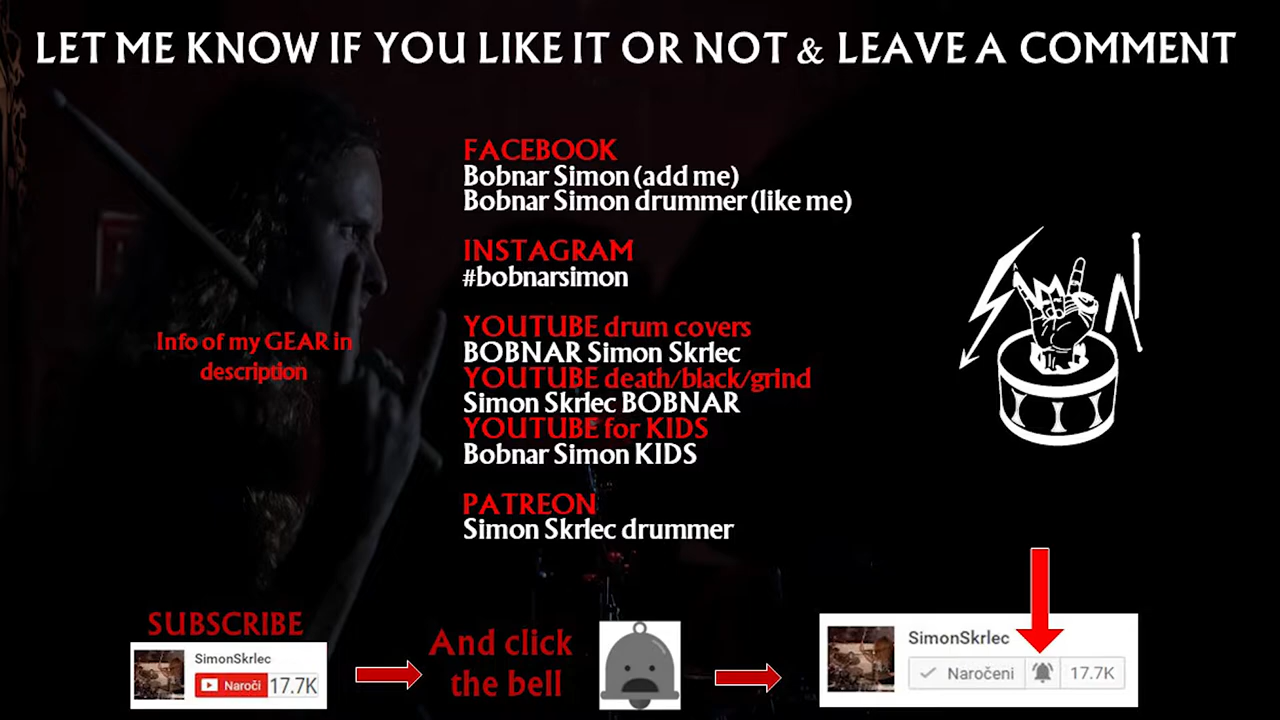 LET ME KNOW IF YOU LIKE IT OR NOT & LEAVE A COMMENT
FACEBOOK
Bobnar Simon (add me)
Bobnar Simon drummer (like me)
INSTAGRAM
#bobnarsimon
YOUTUBE drum covers
BOBNAR Simon Skrlec
YOUTUBE death/black/grind
Simon Skrlec BOBNAR
YOUTUBE for KIDS
Bobnar Simon KIDS
PATREON
Simon Skrlec drummer
Info of my GEAR in
description
SIMON
SUBSCRIBE
SimonSkrlec
Naroči 17.7K
And click
the bell
SimonSkrlec
Naročeni 17.7K